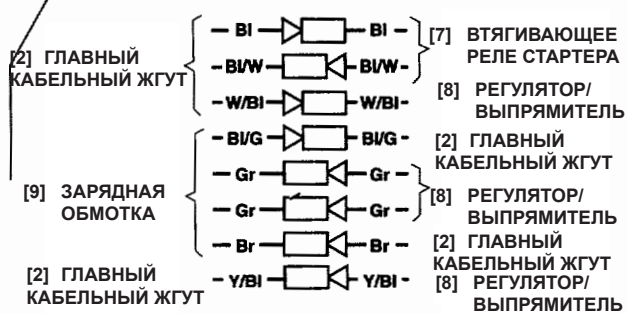 – Bl – Bl – [7] ВТЯГИВАЮЩЕЕ
РЕЛЕ СТАРТЕРА
[2] ГЛАВНЫЙ
КАБЕЛЬНЫЙ ЖГУТ
– Bl/W – Bl/W –
– W/Bl – W/Bl – [8] РЕГУЛЯТОР/
ВЫПРЯМИТЕЛЬ
– Bl/G – Bl/G – [2] ГЛАВНЫЙ
КАБЕЛЬНЫЙ ЖГУТ
[9] ЗАРЯДНАЯ
ОБМОТКА
– Gr – Gr –
– Gr – Gr –
[8] РЕГУЛЯТОР/
ВЫПРЯМИТЕЛЬ
– Br – Br – [2] ГЛАВНЫЙ
КАБЕЛЬНЫЙ ЖГУТ
[2] ГЛАВНЫЙ
КАБЕЛЬНЫЙ ЖГУТ
– Y/Bl – Y/Bl – [8] РЕГУЛЯТОР/
ВЫПРЯМИТЕЛЬ